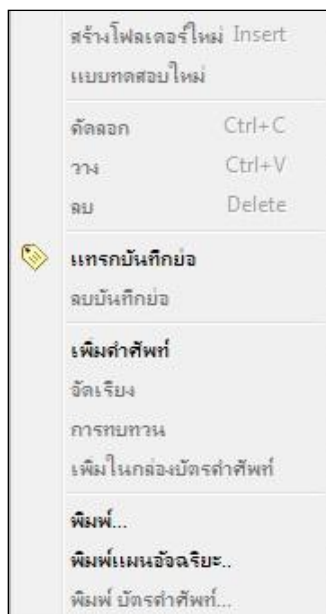 สร้างโฟลเดอร์ใหม่ Insert
แบบทดสอบใหม่
คัดลอก Ctrl+C
วาง Ctrl+V
ลบ Delete
แทรกบันทึกย่อ
ลบบันทึกย่อ
เพิ่มคำศัพท์
จัดเรียง
การทบทวน
เพิ่มในกล่องบัตรคำศัพท์
พิมพ์...
พิมพ์แผนอัจฉริยะ..
พิมพ์ บัตรคำศัพท์...